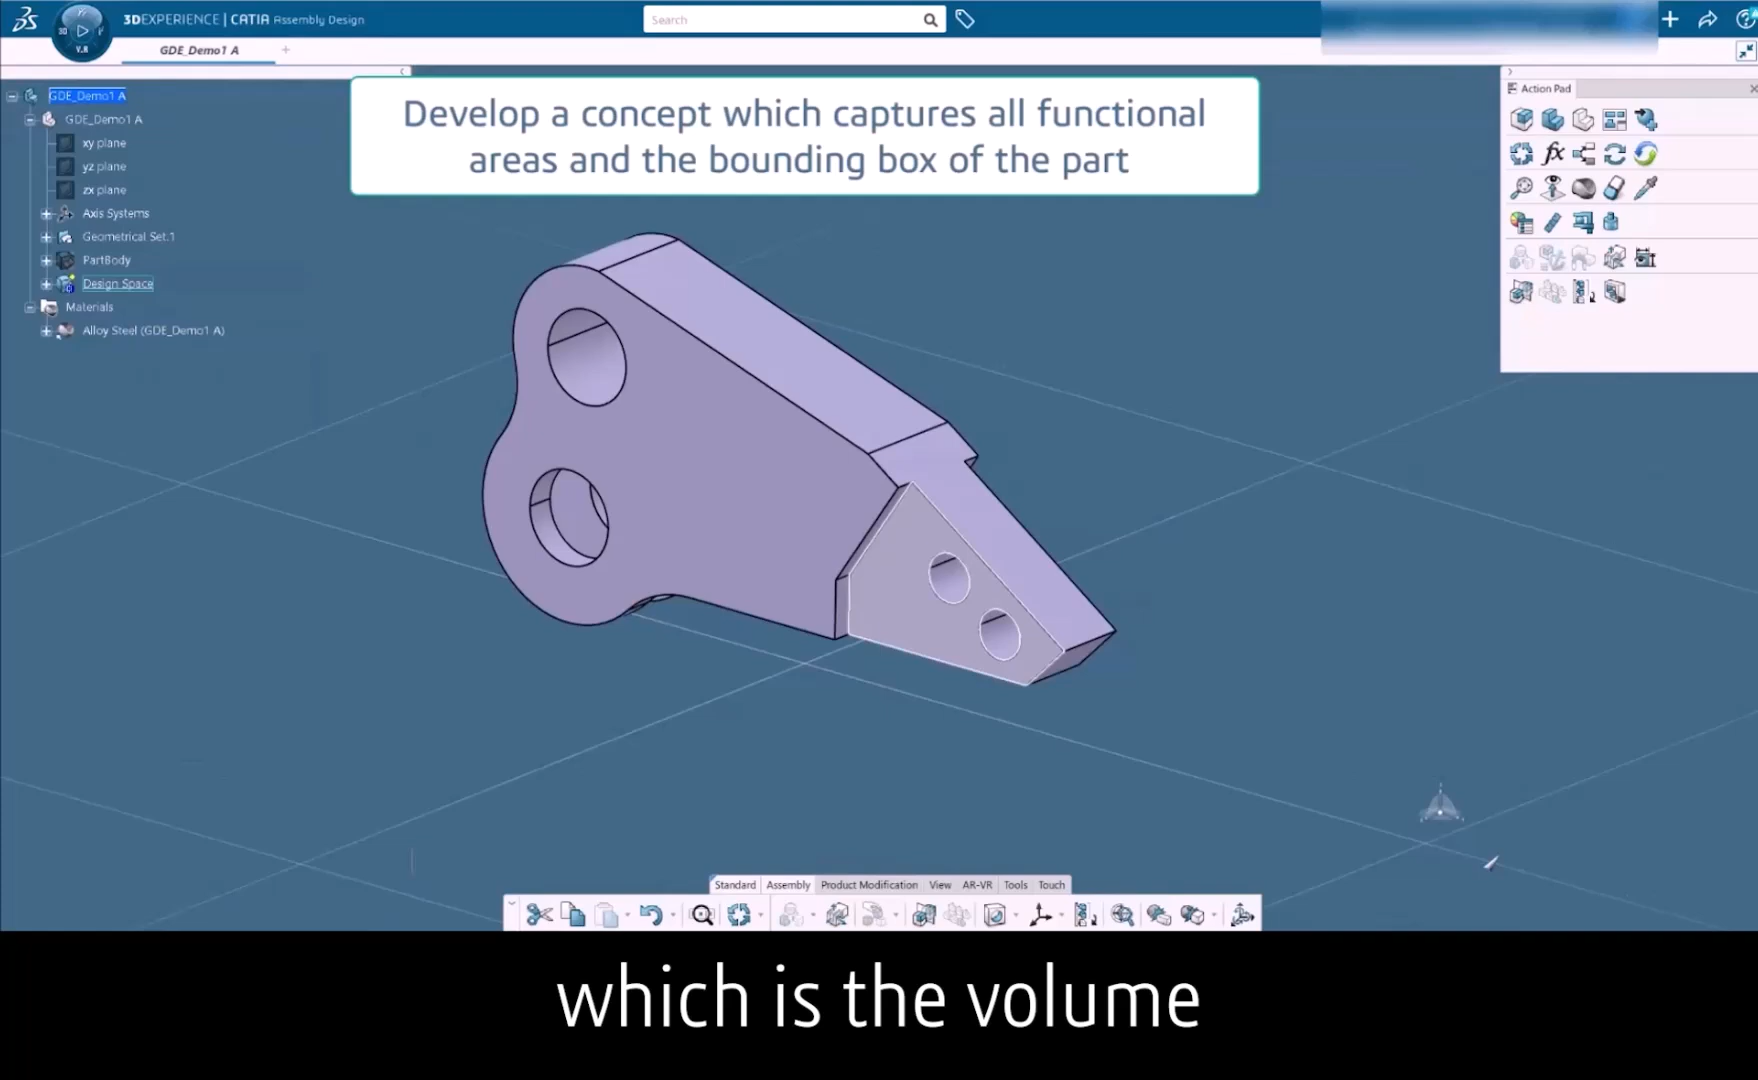 3DEXPERIENCE | CATIA Assembly Design
Search
3D
V.R
GDE_Demo1 A
GDE_Demo1 A
GDE_Demo1 A
xy plane
yz plane
zx plane
Axis Systems
Geometrical Set.1
PartBody
Design Space
Materials
Alloy Steel (GDE_Demo1 A)
Develop a concept which captures all functional
areas and the bounding box of the part
Action Pad
Standard Assembly Product Modification View AR-VR Tools Touch
which is the volume